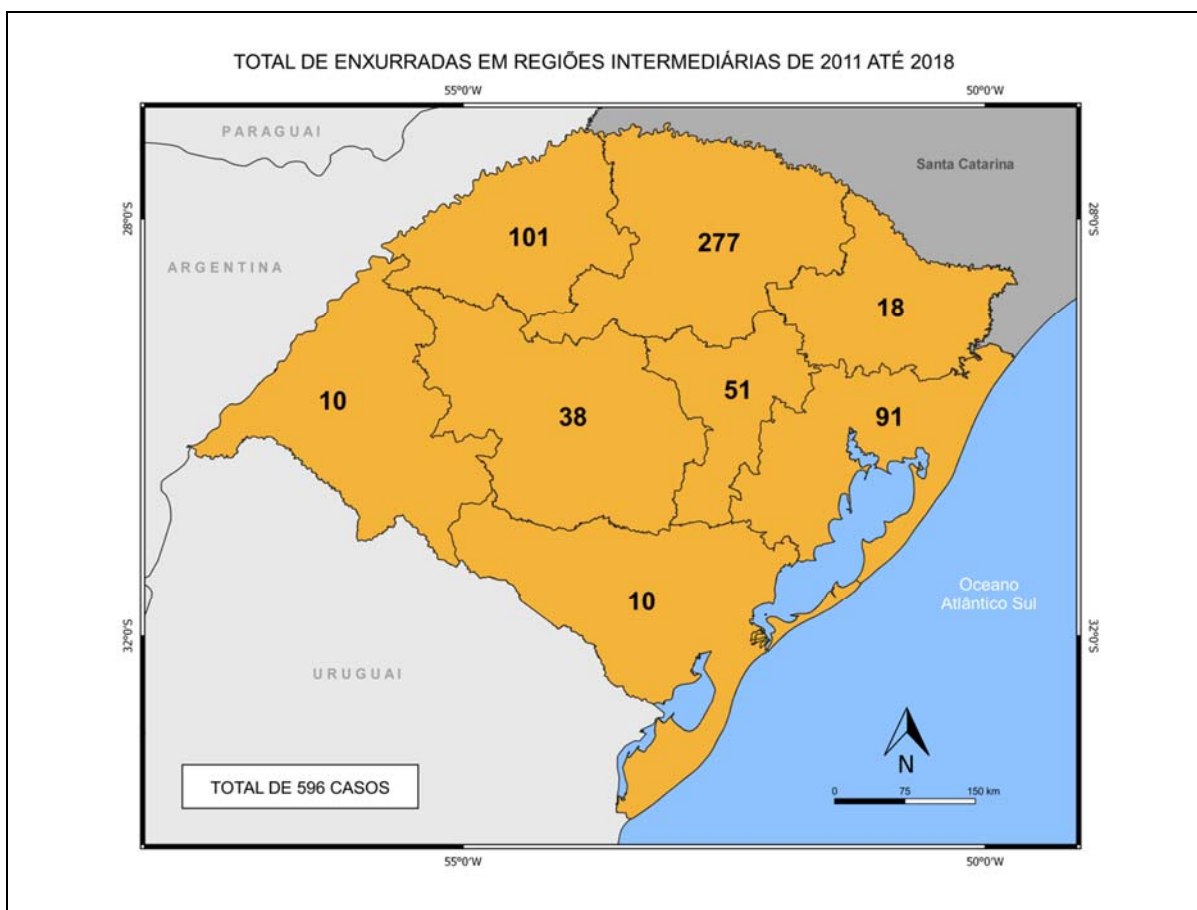 TOTAL DE ENXURRADAS EM REGIÕES INTERMEDIÁRIAS DE 2011 ATÉ 2018
55°0'W
50°0'W
PARAGUAI
Santa Catarina
28°0'S
28°0'S
101
277
ARGENTINA
18
51
10
38
91
Oceano
Atlântico Sul
10
32°0'S
32°0'S
URUGUAI
N
TOTAL DE 596 CASOS
0 75 150 km
55°0'W
50°0'W